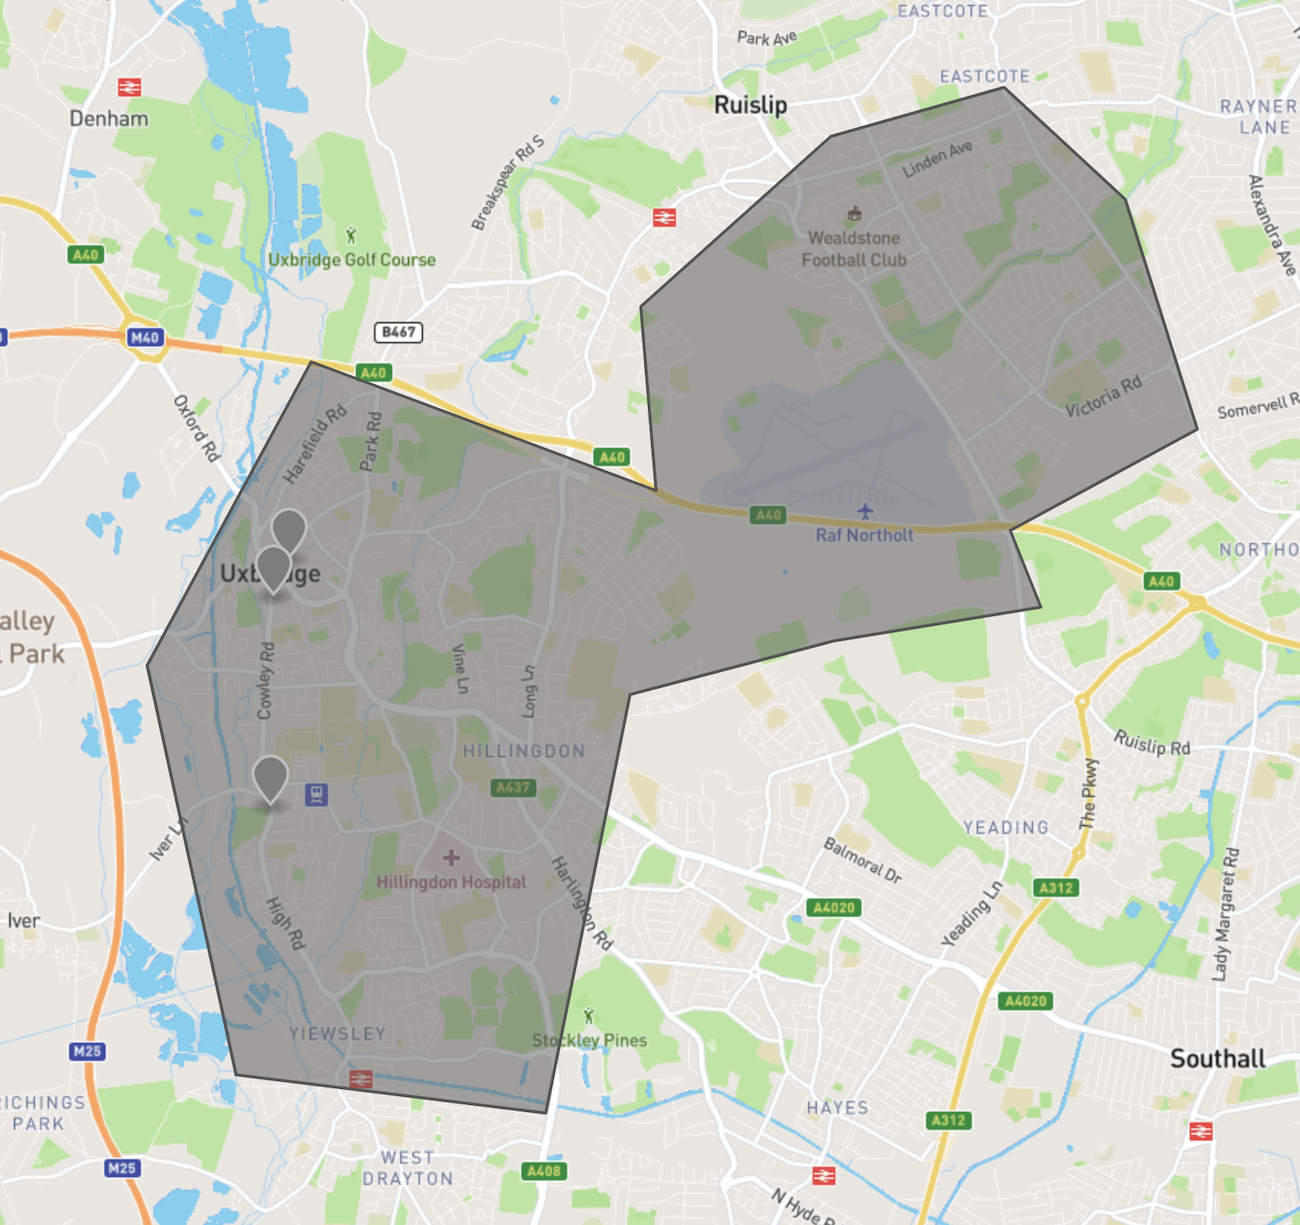 EASTCOTE
Park Ave
EASTCOTE
Denham
Ruislip
RAYNER
LANE
Breakspear Rd S
Linden Ave
Alexandra Ave
A40
Uxbridge Golf Course
Wealdstone
Football Club
M40
B467
A40
Oxford Rd
Harefield Rd
Park Rd
Victoria Rd
Somervell R
A40
A40
Raf Northolt
NORTHO
Uxbridge
A40
alley
Park
Cowley Rd
Vine Ln
Long Ln
HILLINGDON
A437
Ruislip Rd
The Pkwy
YEADING
Iver Ln
Balmoral Dr
Hillingdon Hospital
A312
A4020
Harlington Rd
Yeading Ln
Lady Margaret Rd
Iver
High Rd
A4020
YIEWSLEY
Stockley Pines
M25
Southall
RICHINGS
PARK
HAYES
A312
WEST
DRAYTON
M25
A408
N Hyde R